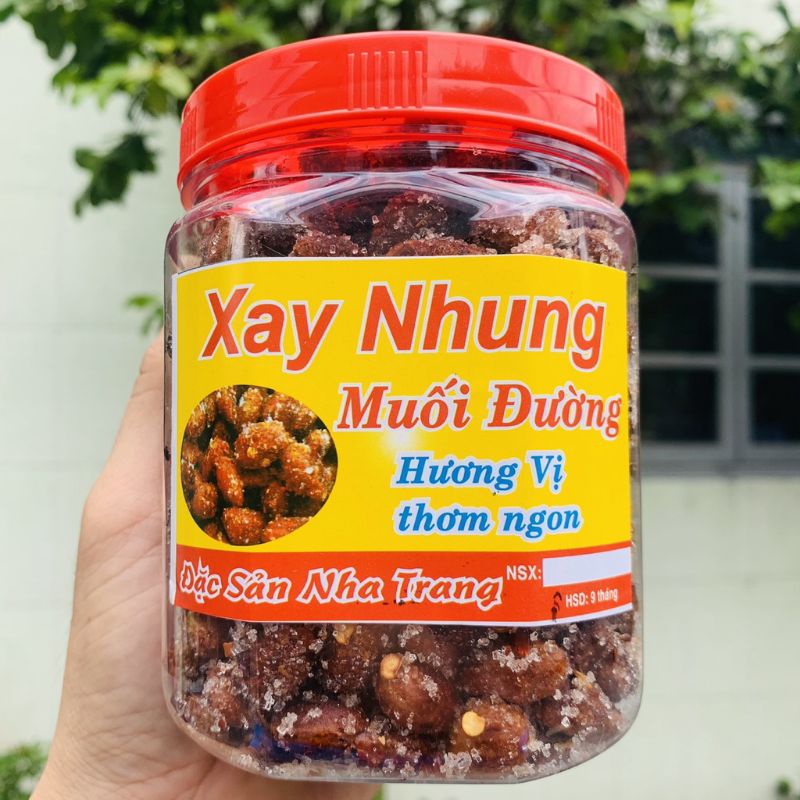 Xay Nhung
Muối Đường
Hương Vị
thơm ngon
Đặc Sản Nha Trang
NSX:
HSD: 9 tháng